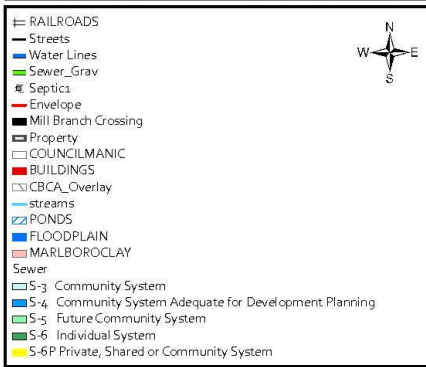 RAILROADS
Streets
Water Lines
Sewer_Grav
Septic1
Envelope
Mill Branch Crossing
Property
COUNCILMANIC
BUILDINGS
CBCA_Overlay
streams
PONDS
FLOODPLAIN
MARLBOROCLAY
Sewer
S-3 Community System
S-4 Community System Adequate for Development Planning
S-5 Future Community System
S-6 Individual System
S-6P Private, Shared or Community System
N
W E
S